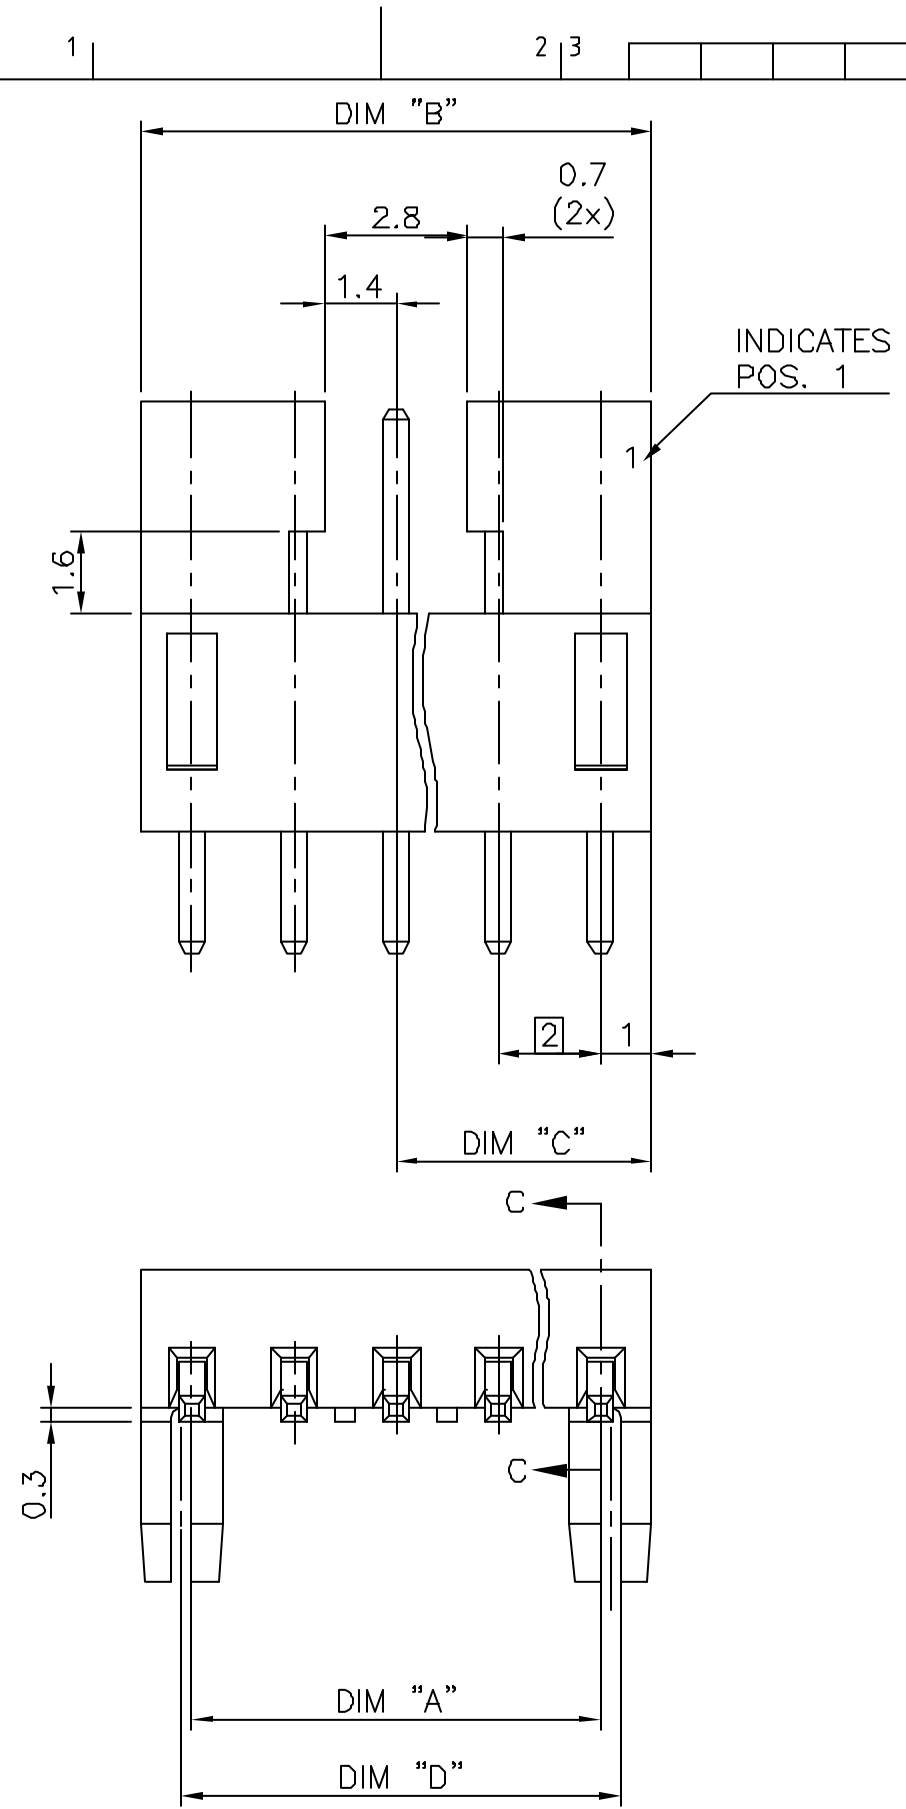 1 2 3
DIM "B"
0.7
(2x)
2.8
1.4
INDICATES
POS. 1
1
1.6
2 1
DIM "C"
C
C
0.3
DIM "A"
DIM "D"